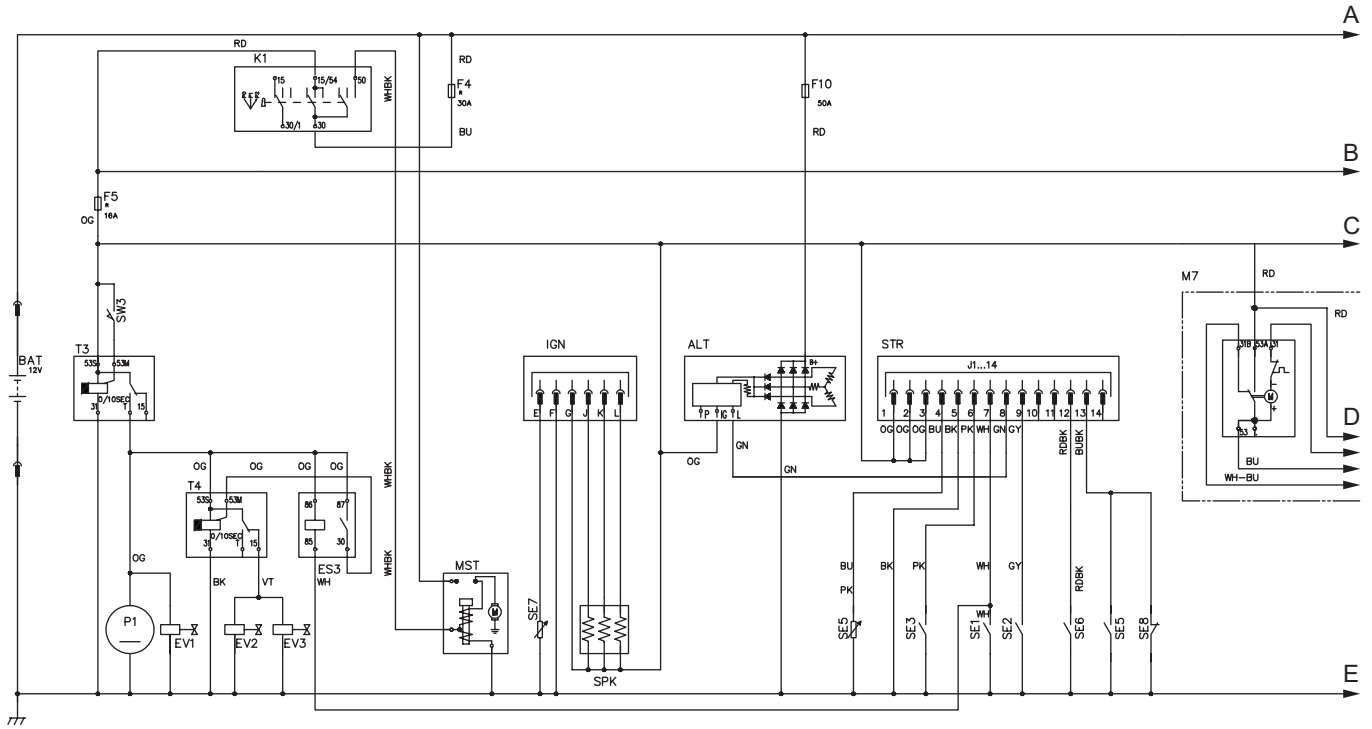 A
RD
K1
15
15/54
50
30/1
30
WHBK
RD
F4
30A
BU
F10
50A
RD
B
F5
16A
OG
C
M7
RD
RD
SW3
T3
53S
53M
0/10SEC
31
T
15
BAT
12V
IGN
E
F
G
J
K
L
ALT
B+
P
IG
L
STR
J1...14
1
2
3
4
5
6
7
8
9
10
11
12
13
14
OG
OG
OG
BU
BK
PK
WH
GN
GY
RDBK
BUBK
31B
53A
31
M
+
-
53
D
BU
WH-BU
OG
GN
GN
OG
OG
OG
OG
T4
53S
53M
0/10SEC
31
T
15
86
87
85
30
ES3
WH
WHBK
WHBK
OG
BK
VT
P1
EV1
EV2
EV3
MST
M
SE7
SPK
BU
PK
BK
PK
WH
GY
RDBK
WH
SE5
SE3
SE1
SE2
SE6
SE5
SE8
E